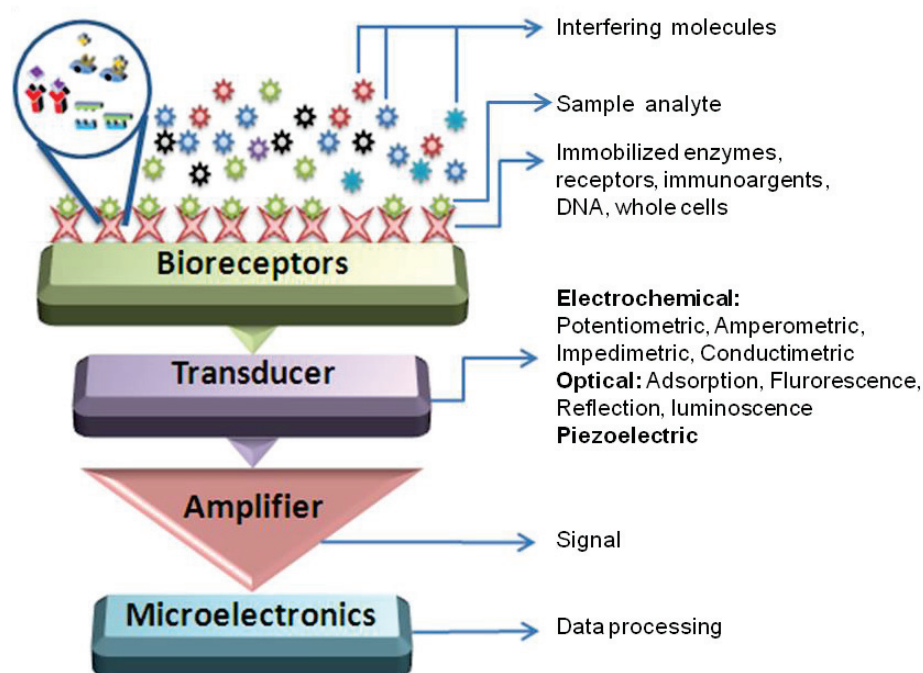 Interfering molecules
Sample analyte
Immobilized enzymes,
receptors, immunoargents,
DNA, whole cells
Bioreceptors
Electrochemical:
Potentiometric, Amperometric,
Impedimetric, Conductimetric
Optical: Adsorption, Flurorescence,
Reflection, luminoscence
Piezoelectric
Transducer
Amplifier
Signal
Microelectronics
Data processing